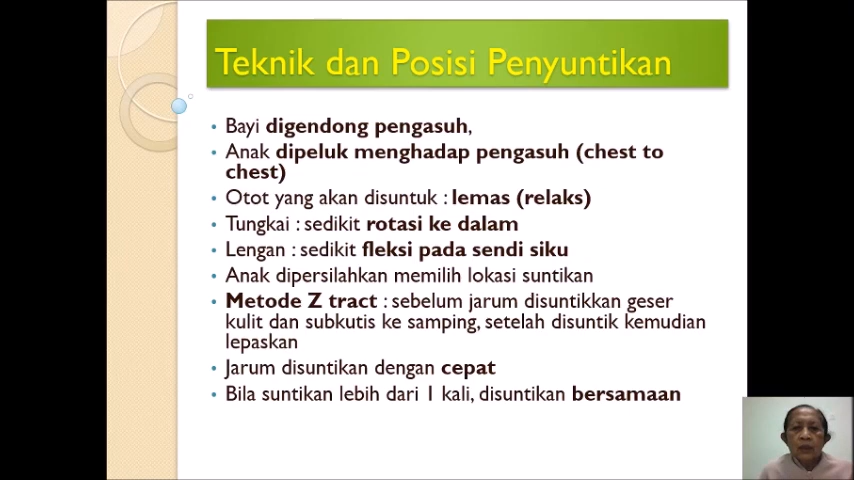 Teknik dan Posisi Penyuntikan
• Bayi digendong pengasuh,
• Anak dipeluk menghadap pengasuh (chest to
chest)
• Otot yang akan disuntuk : lemas (relaks)
• Tungkai : sedikit rotasi ke dalam
• Lengan : sedikit fleksi pada sendi siku
• Anak dipersilahkan memilih lokasi suntikan
• Metode Z tract : sebelum jarum disuntikkan geser
kulit dan subkutis ke samping, setelah disuntik kemudian
lepaskan
• Jarum disuntikan dengan cepat
• Bila suntikan lebih dari 1 kali, disuntikan bersamaan